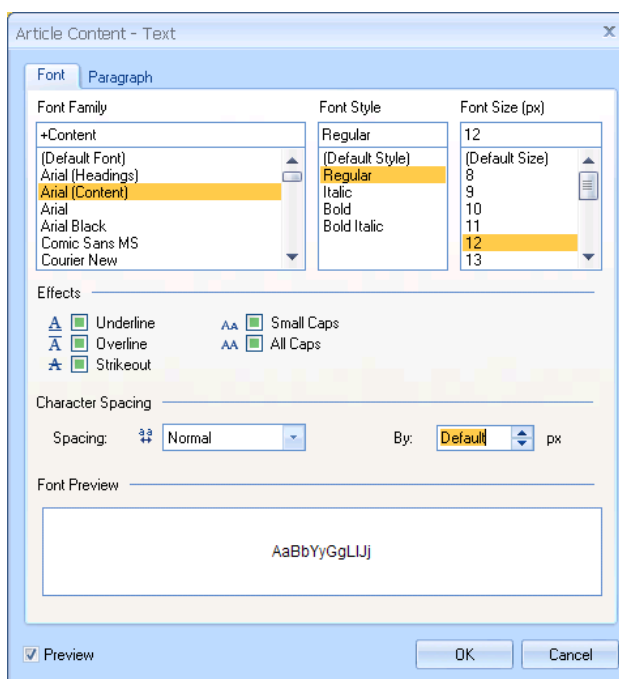 Article Content - Text
Font Paragraph
Font Family Font Style Font Size (px)
+Content Regular 12
(Default Font) (Default Style) (Default Size)
Arial (Headings) Regular 8
Arial (Content) Italic 9
Arial Bold 10
Arial Black Bold Italic 11
Comic Sans MS 12
Courier New 13
Effects
A Underline AA Small Caps
A Overline AA All Caps
A Strikeout
Character Spacing
Spacing: aa Normal By: Default px
Font Preview
AaBbYyGgLlJj
Preview OK Cancel